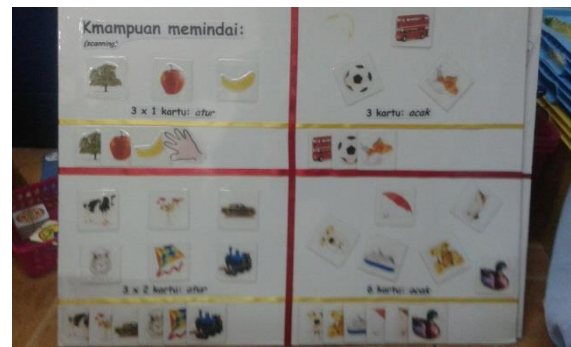 Kmampuan memindai:
(scanning)
3 x 1 kartu: atur
3 kartu: acak
3 x 2 kartu: atur
6 kartu: acak